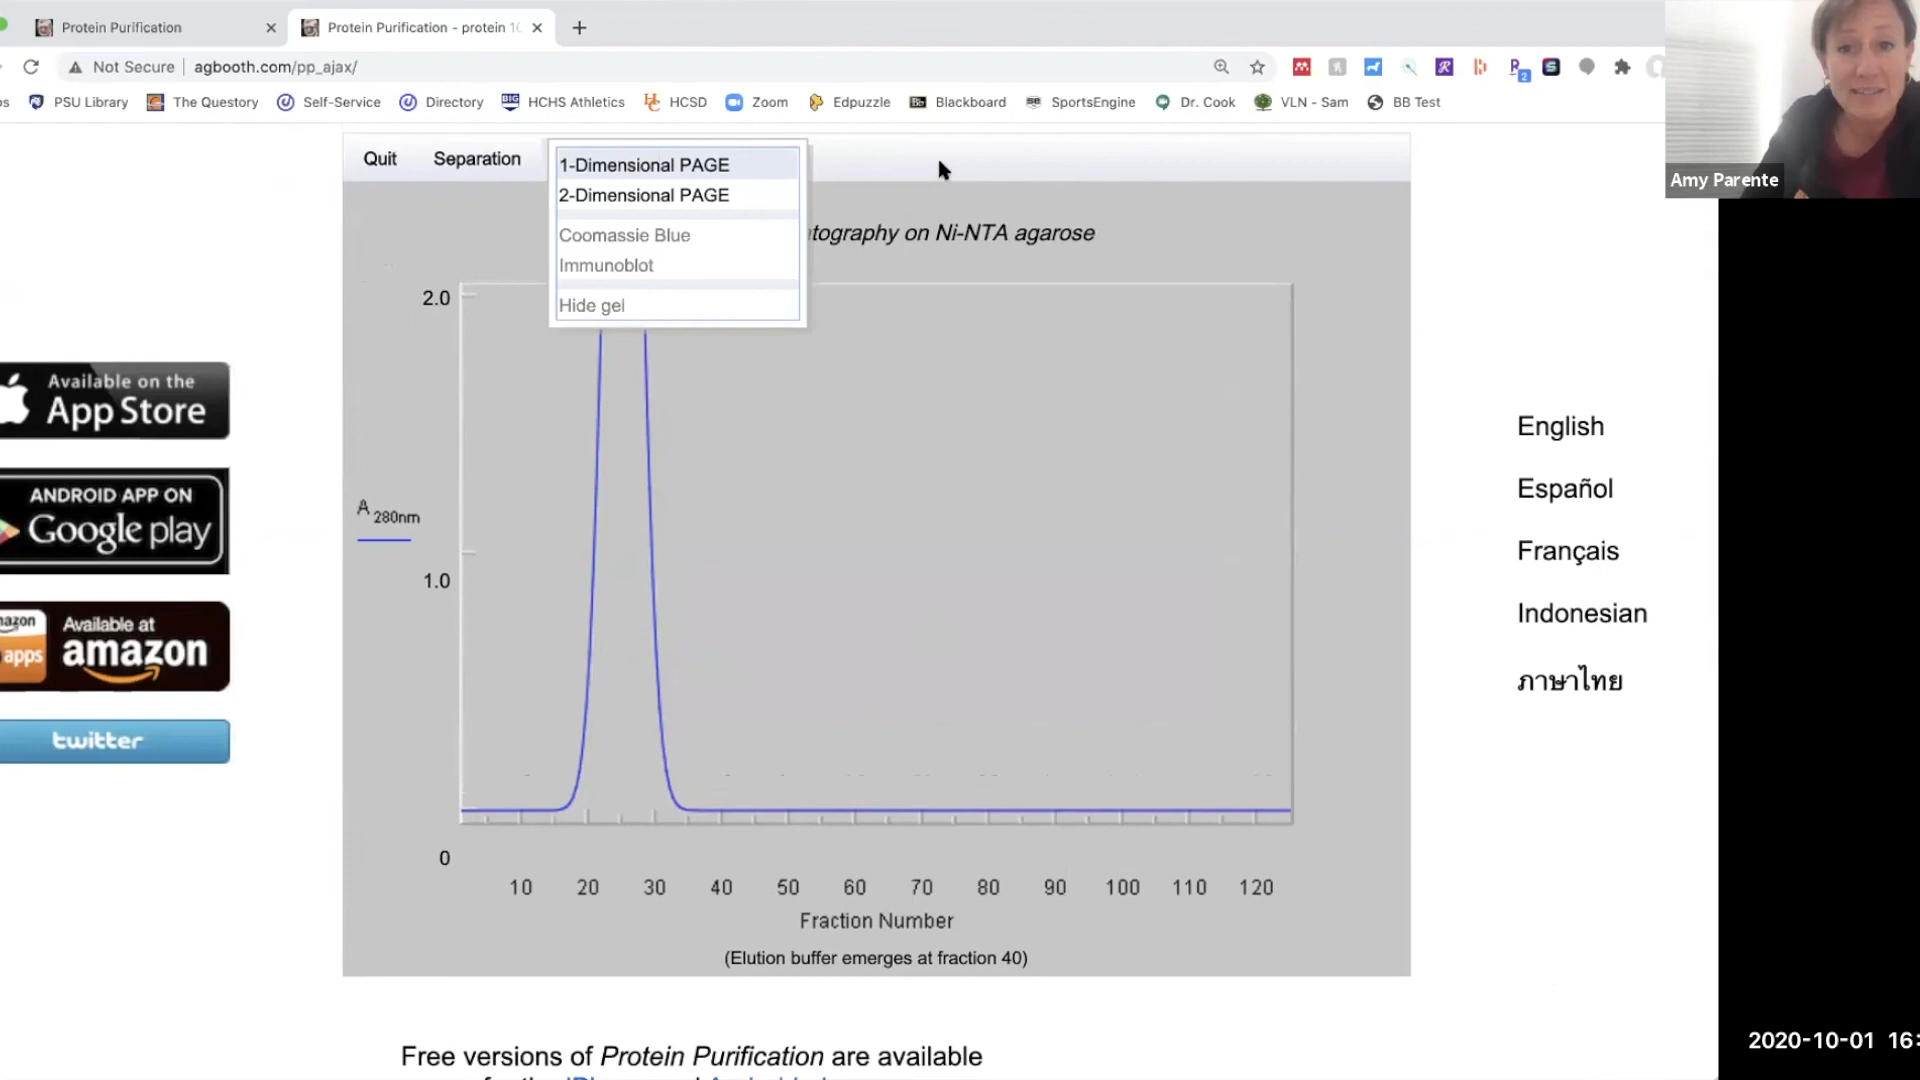 Protein Purification
Protein Purification - protein 10
Not Secure
agbooth.com/pp_ajax/
PSU Library
The Questory
Self-Service
Directory
HCHS Athletics
HCSD
Zoom
Edpuzzle
Blackboard
SportsEngine
Dr. Cook
VLN - Sam
BB Test
Amy Parente
Quit
Separation
1-Dimensional PAGE
2-Dimensional PAGE
Coomassie Blue
Immunoblot
Hide gel
tography on Ni-NTA agarose
2.0
A 280nm
1.0
0
10 20 30 40 50 60 70 80 90 100 110 120
Fraction Number
(Elution buffer emerges at fraction 40)
Available on the
App Store
ANDROID APP ON
Google play
apps
Available at
amazon
twitter
English
Español
Français
Indonesian
ภาษาไทย
2020-10-01 16:
Free versions of Protein Purification are available